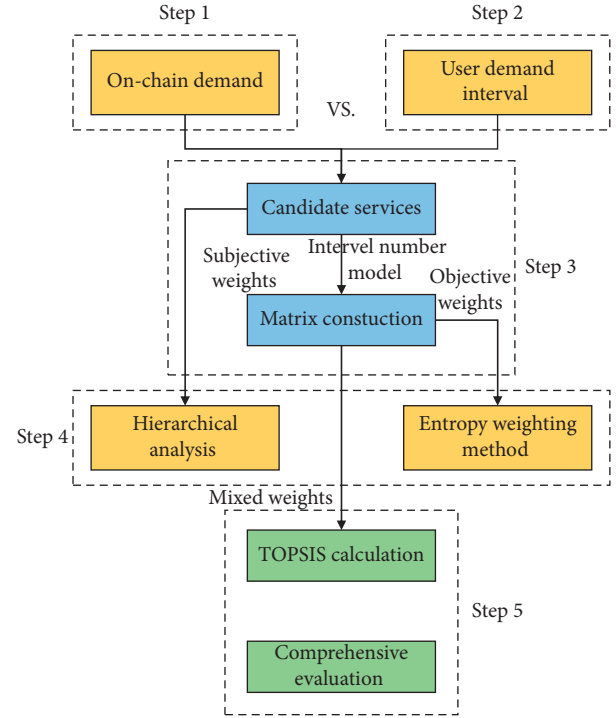 Step 1
Step 2
On-chain demand
User demand
interval
VS.
Candidate services
Subjective
weights
Intervel number
model
Objective
weights
Step 3
Matrix constuction
Step 4
Hierarchical
analysis
Entropy weighting
method
Mixed weights
TOPSIS calculation
Step 5
Comprehensive
evaluation